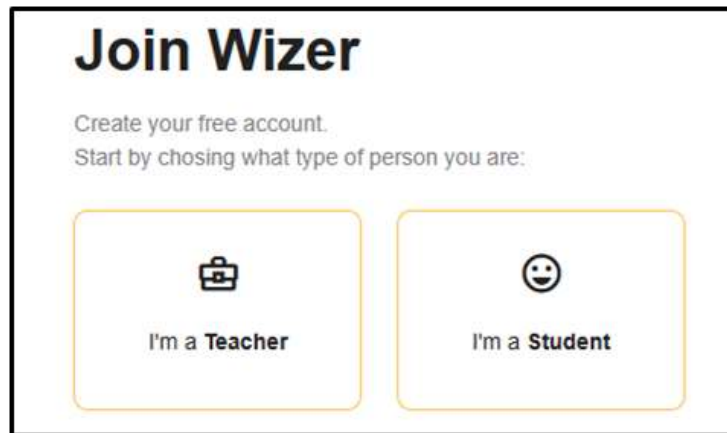 Join Wizer
Create your free account.
Start by chosing what type of person you are:
I'm a Teacher
I'm a Student